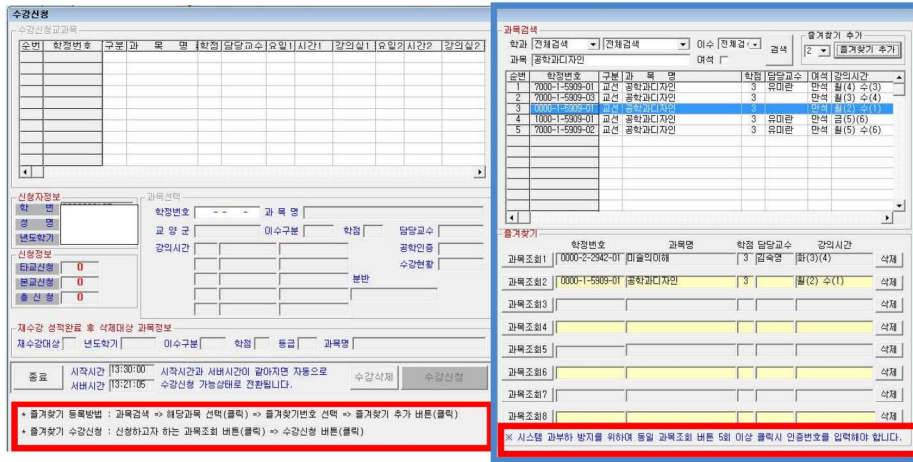 수강신청
수강신청교과목
순번 학정번호 구분 과 목 명 학점 담당교수 요일1 시간1 강의실1 요일2 시간2 강의실2
신청자정보
학 번
성 명
년도학기
신청정보
타교신청 0
본교신청 0
총 신 청 0
과목선택
학정번호 - - - 과 목 명
교 양 군 이수구분 학점 담당교수
강의시간 공학인증
수강현황
분반
재수강 성적완료 후 삭제대상 과목정보
재수강대상 년도학기 이수구분 학점 등급 과목명
종료
시작시간 13:30:00 시작시간과 서버시간이 같아지면 자동으로
서버시간 13:21:05 수강신청 가능상태로 전환됩니다.
수강삭제 수강신청
* 즐겨찾기 등록방법 : 과목검색 => 해당과목 선택(클릭) => 즐겨찾기번호 선택 => 즐겨찾기 추가 버튼(클릭)
* 즐겨찾기 수강신청 : 신청하고자 하는 과목조회 버튼(클릭) => 수강신청 버튼(클릭)
과목검색
학과 전체검색 전체검색 이수 전체검 검색
과목 공학과디자인 여석
즐겨찾기 추가
2 즐겨찾기 추가
순번 학정번호 구분 과 목 명 학점 담당교수 여석 강의시간
1 7000-1-5909-01 교선 공학과디자인 3 유미란 만석 월(4) 수(3)
2 7000-1-5909-03 교선 공학과디자인 3 만석 월(3) 수(4)
3 0000-1-5909-01 교선 공학과디자인 3 만석 월(2) 수(1)
4 1000-1-5909-01 교선 공학과디자인 3 유미란 만석 금(5)(6)
5 7000-1-5909-02 교선 공학과디자인 3 유미란 만석 월(5) 수(6)
즐겨찾기
학정번호 과목명 학점 담당교수 강의시간
과목조회1 0000-2-2942-01 미술의이해 3 김숙영 화(3)(4) 삭제
과목조회2 0000-1-5909-01 공학과디자인 3 월(2) 수(1) 삭제
과목조회3 삭제
과목조회4 삭제
과목조회5 삭제
과목조회6 삭제
과목조회7 삭제
과목조회8 삭제
※ 시스템 과부하 방지를 위하여 동일 과목조회 버튼 5회 이상 클릭시 인증번호를 입력해야 합니다.